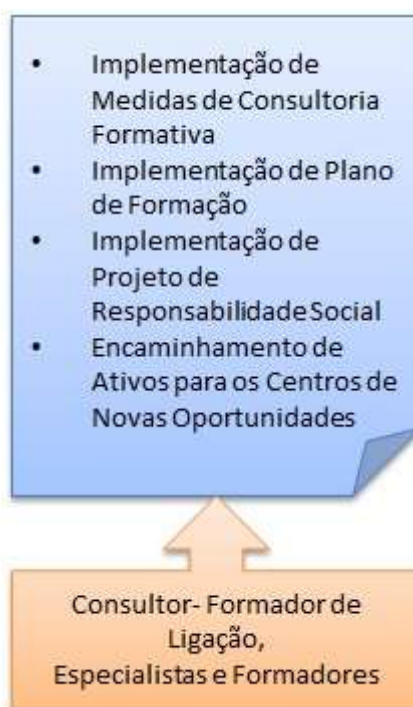 • Implementação de
Medidas de Consultoria
Formativa
• Implementação de Plano
de Formação
• Implementação de
Projeto de
Responsabilidade Social
• Encaminhamento de
Ativos para os Centros de
Novas Oportunidades
Consultor- Formador de
Ligação,
Especialistas e Formadores